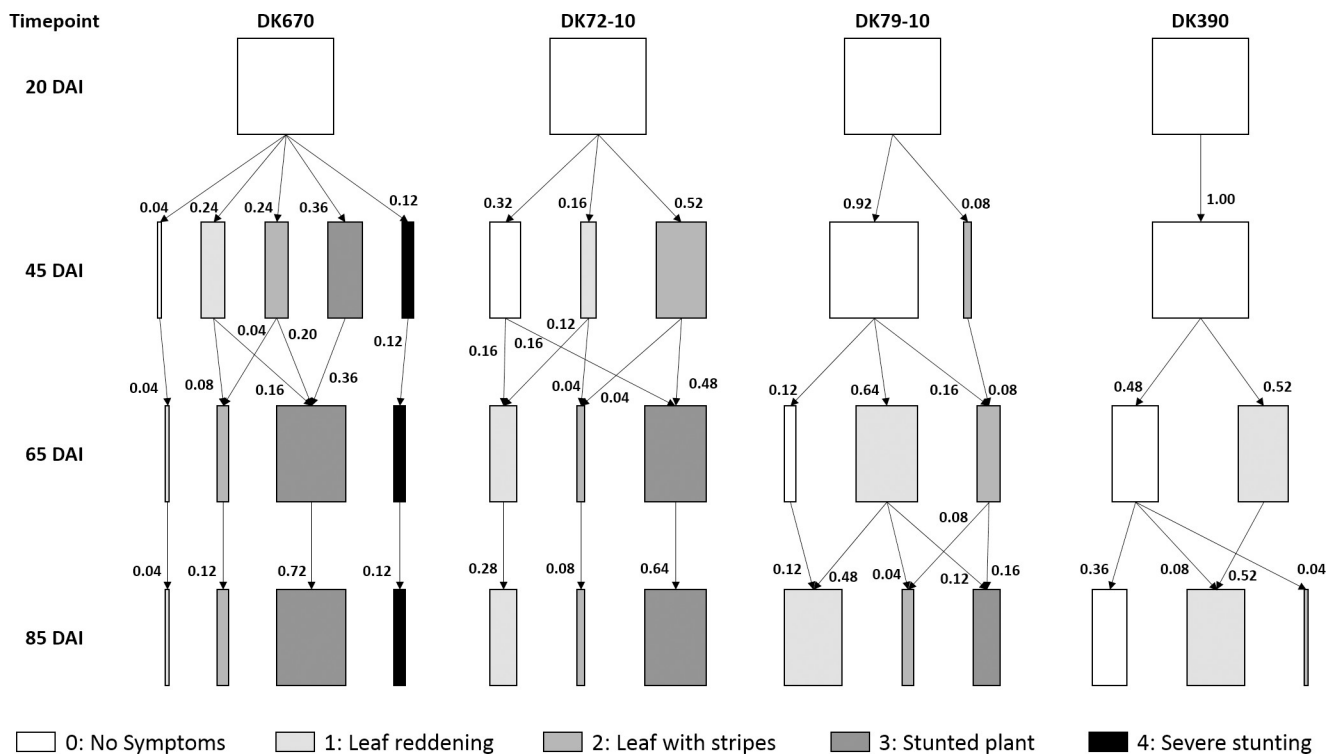 Timepoint DK670 DK72-10 DK79-10 DK390
20 DAI
0.04 0.24 0.24 0.36 0.12 0.32 0.16 0.52 0.92 0.08 1.00
45 DAI
0.04 0.20 0.12 0.16 0.16 0.12
0.04 0.08 0.16 0.36 0.04 0.04 0.48 0.12 0.64 0.16 0.08 0.48 0.52
65 DAI
0.08
0.04 0.12 0.72 0.12 0.28 0.08 0.64 0.12 0.48 0.04 0.12 0.16 0.36 0.08 0.52 0.04
85 DAI
0: No Symptoms 1: Leaf reddening 2: Leaf with stripes 3: Stunted plant 4: Severe stunting